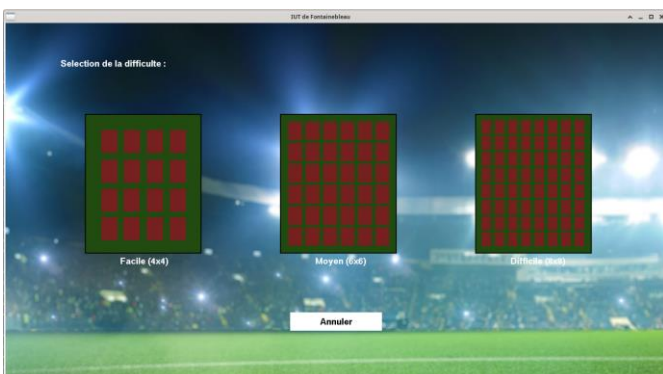 IUT de Fontainebleau
Selection de la difficulte :
Facile (4x4)
Moyen (6x6)
Difficile (8x8)
Annuler